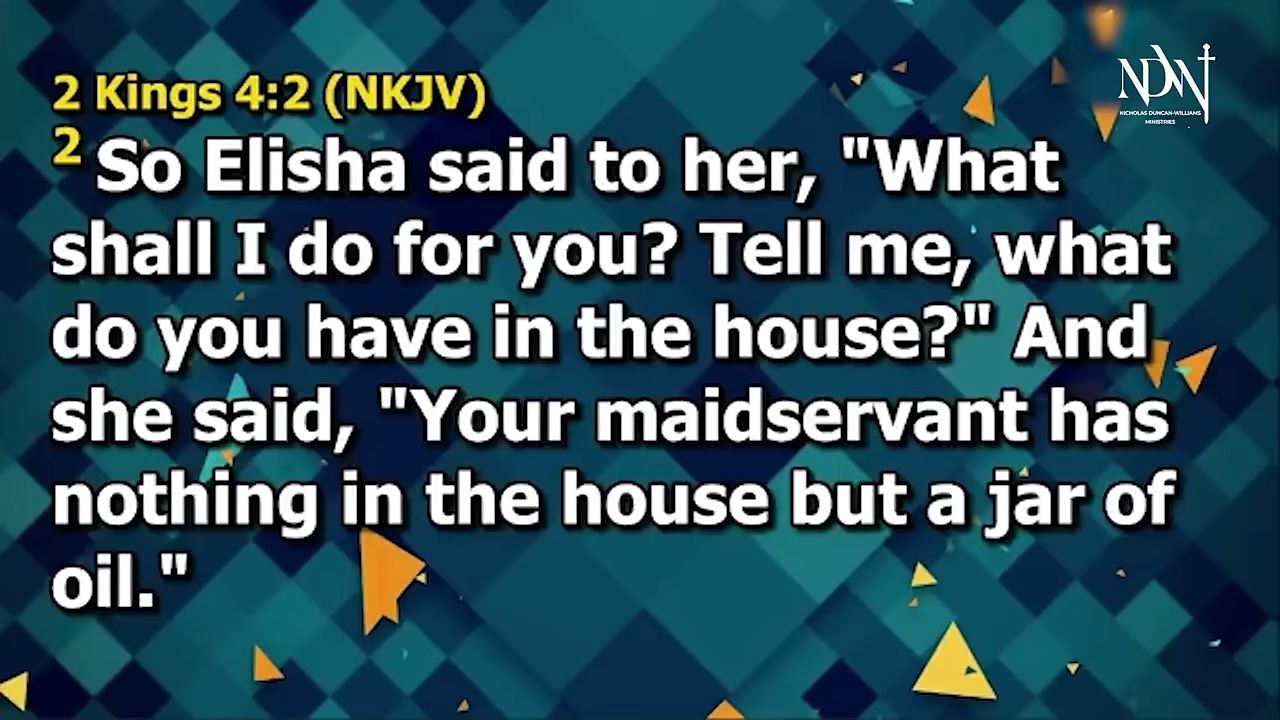 2 Kings 4:2 (NKJV)
2 So Elisha said to her, "What
shall I do for you? Tell me, what
do you have in the house?" And
she said, "Your maidservant has
nothing in the house but a jar of
oil."
NDW
NICHOLAS DUNCAN-WILLIAMS
MINISTRIES